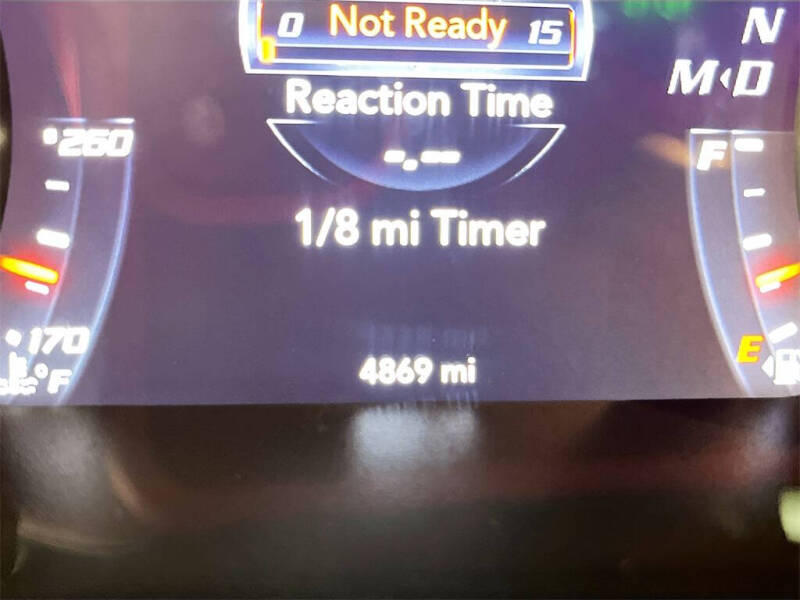 0 Not Ready 15
N
M D
Reaction Time
260
F
-.--
1/8 mi Timer
170
E
°F
4869 mi